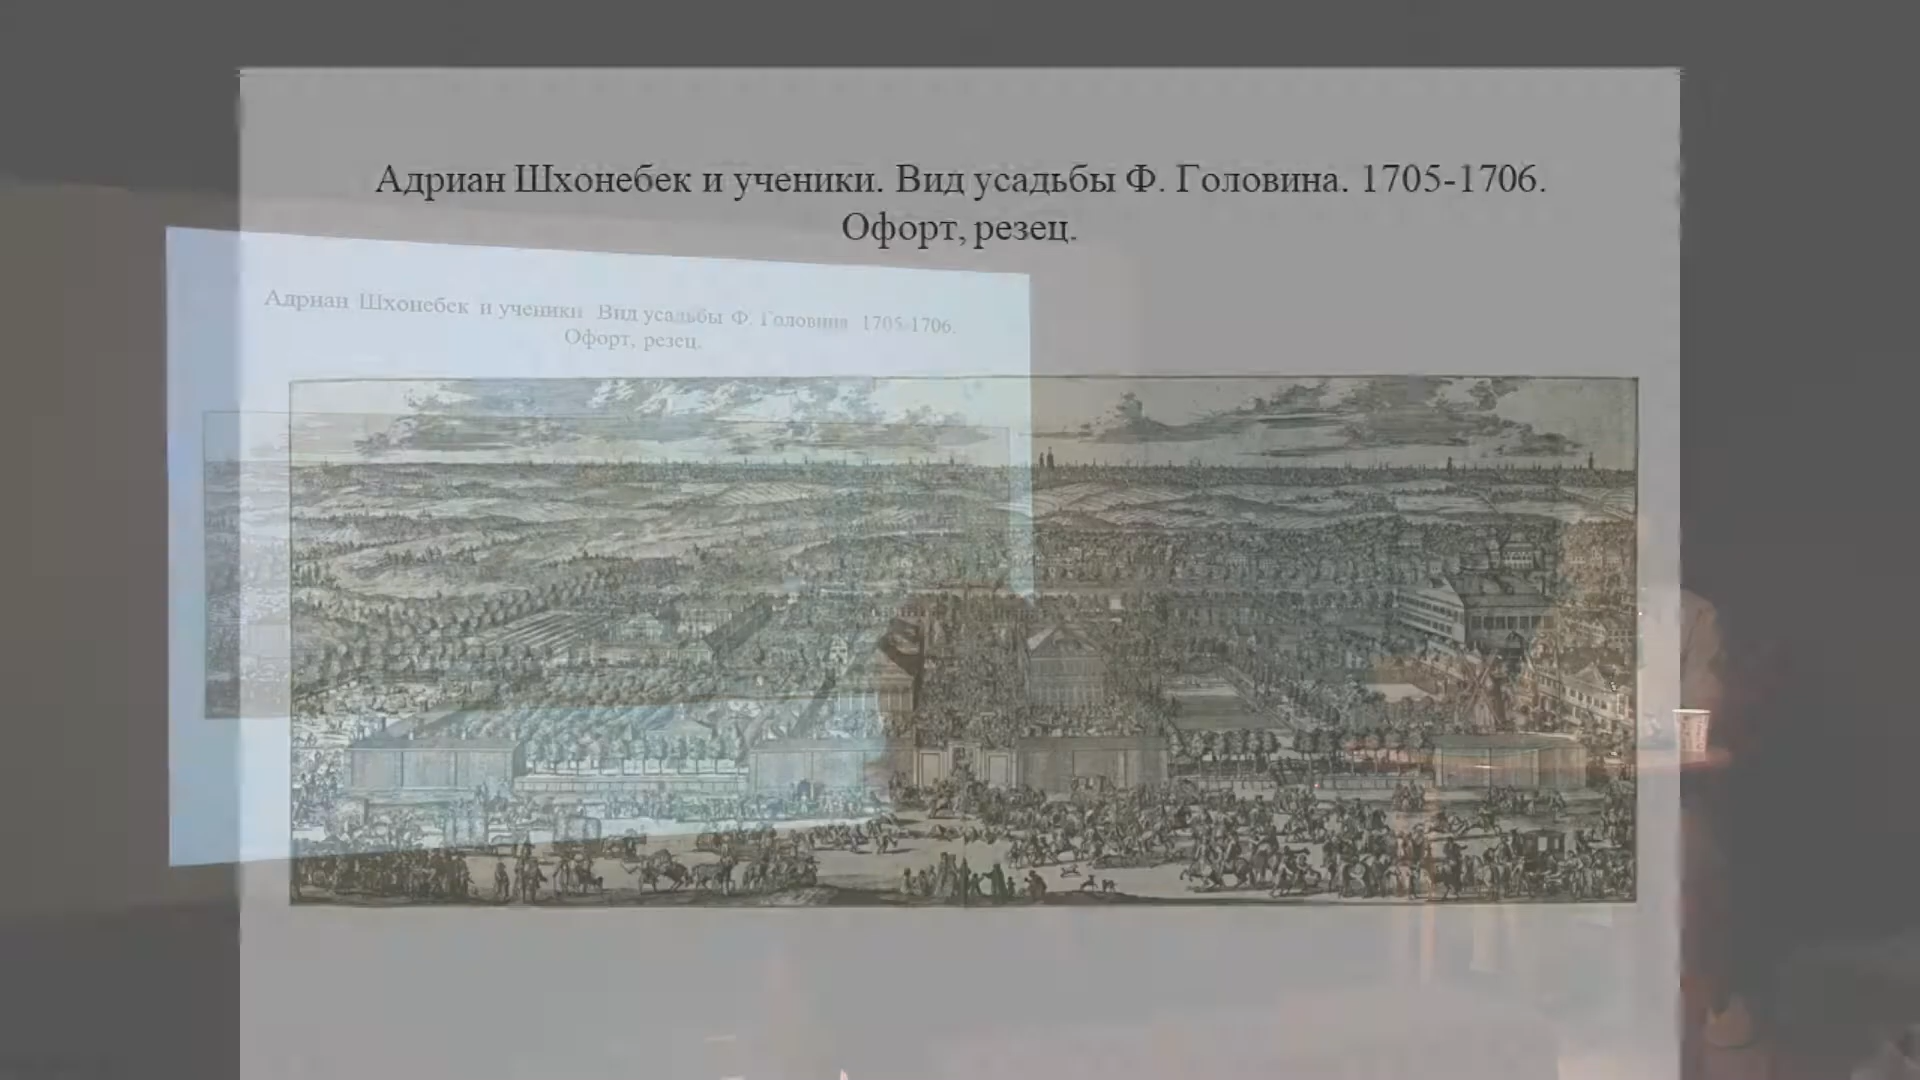 Адриан Шхонебек и ученики. Вид усадьбы Ф. Головина. 1705-1706.
Офорт, резец.
Адриан Шхонебек и ученики Вид усадьбы Ф. Головина 1705-1706.
Офорт, резец.